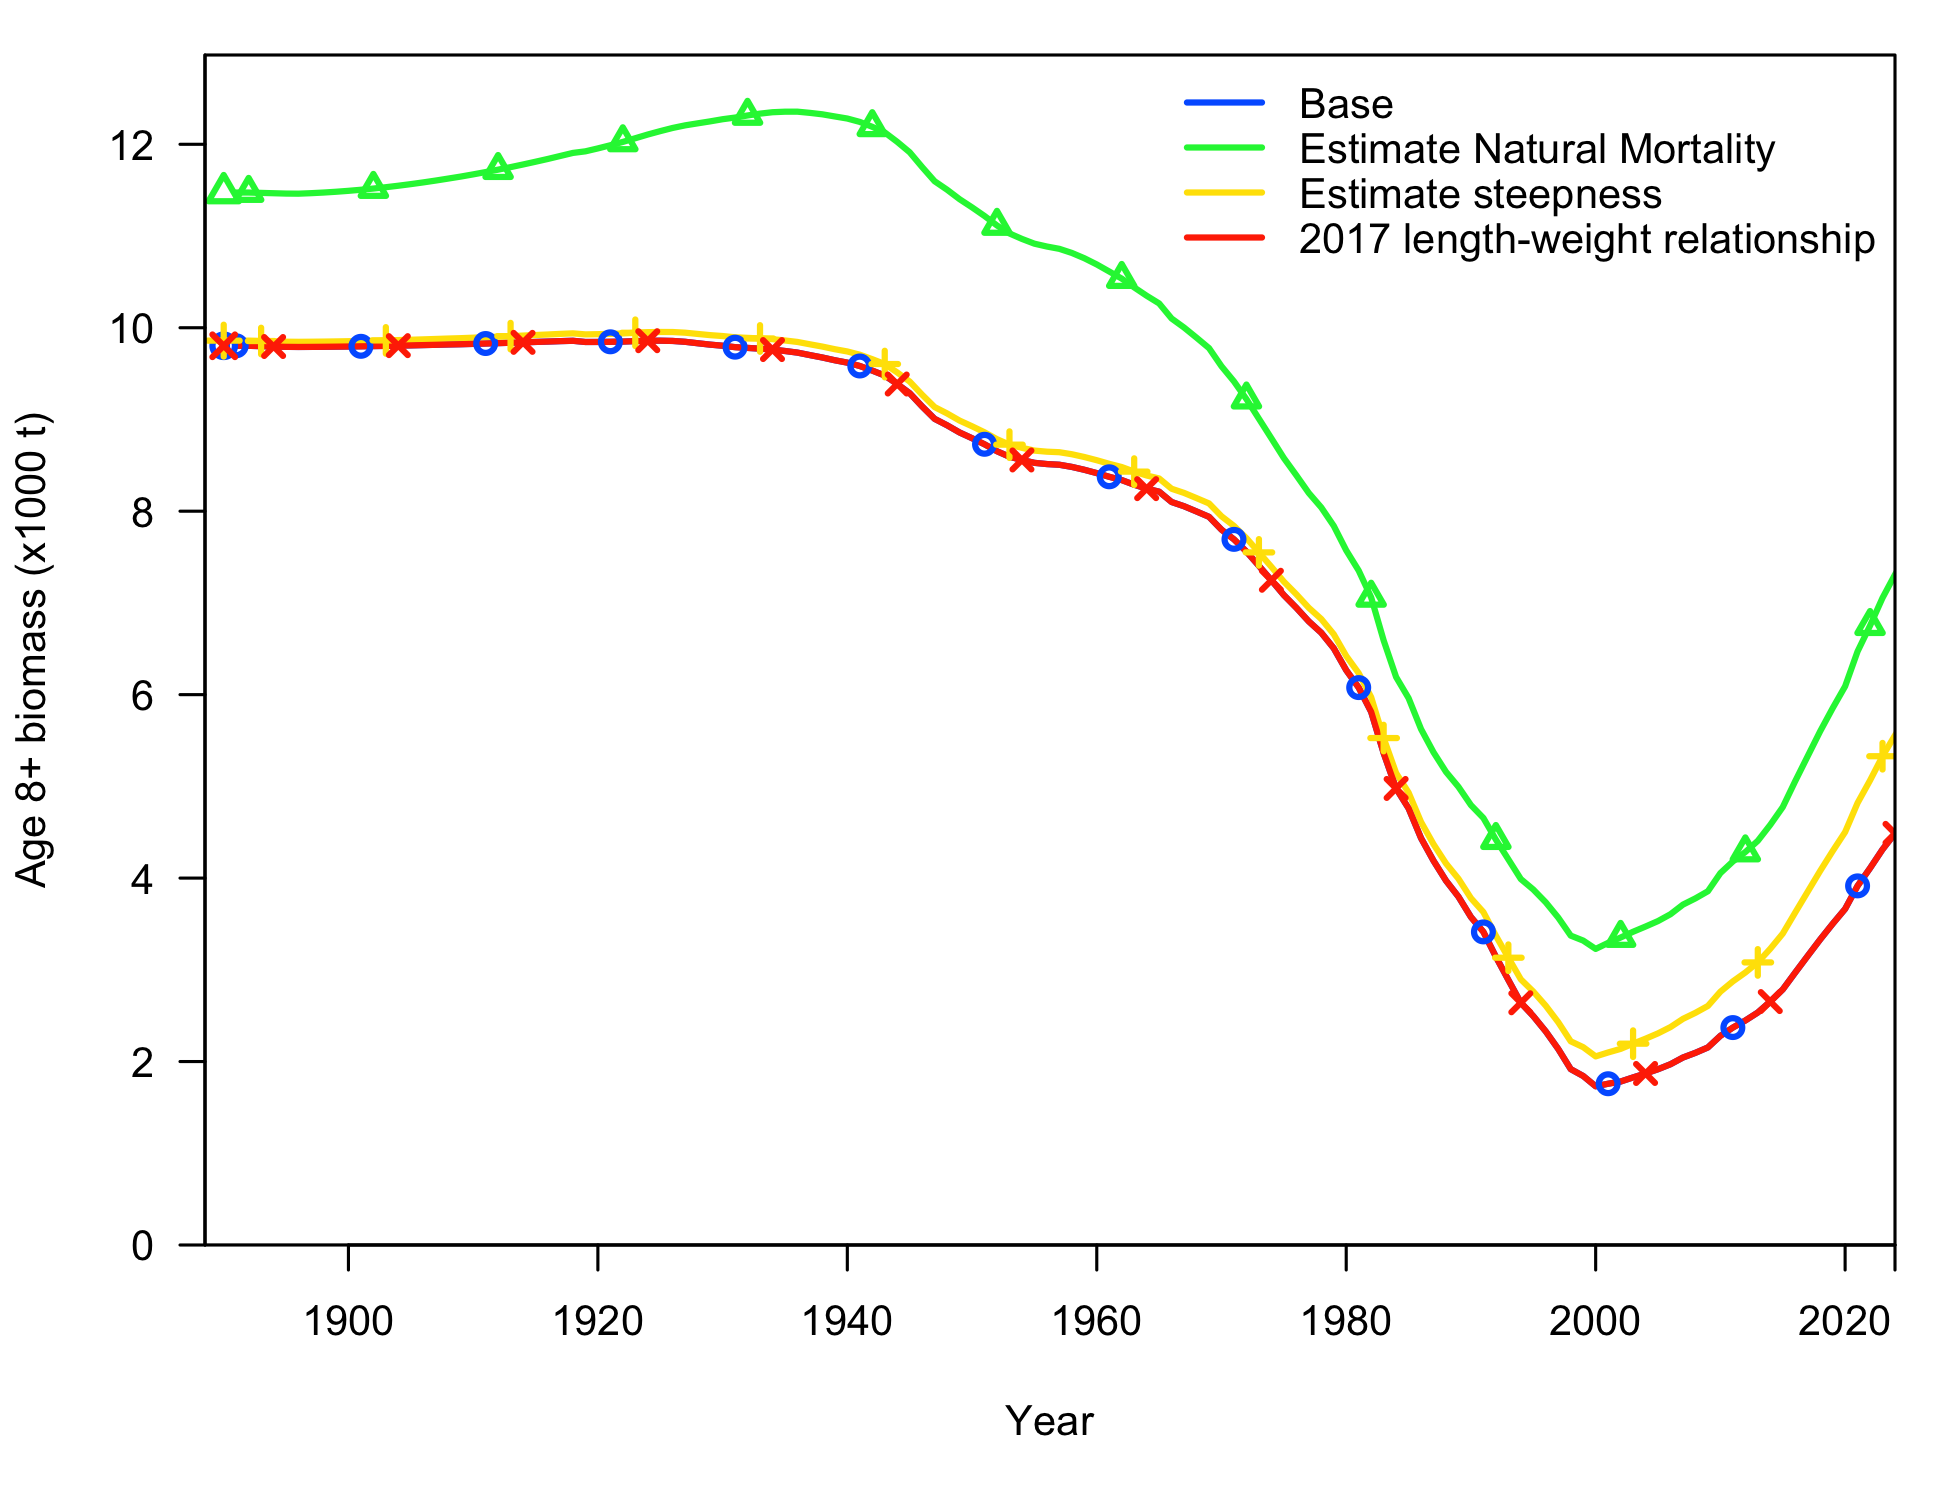 Base
Estimate Natural Mortality
Estimate steepness
2017 length-weight relationship
12
10
8
6
4
2
0
Age 8+ biomass (x1000 t)
1900 1920 1940 1960 1980 2000 2020
Year